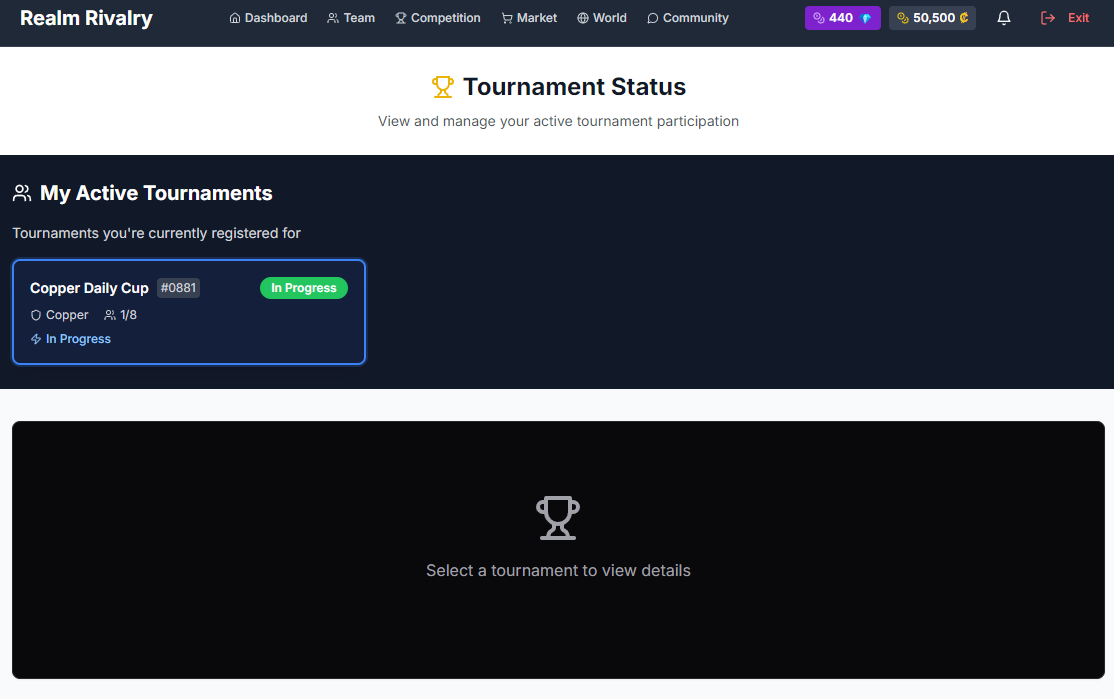 Realm Rivalry Dashboard Team Competition Market World Community 440 50,500 ₢ Exit
Tournament Status
View and manage your active tournament participation
My Active Tournaments
Tournaments you're currently registered for
Copper Daily Cup #0881 In Progress
Copper 1/8
In Progress
Select a tournament to view details